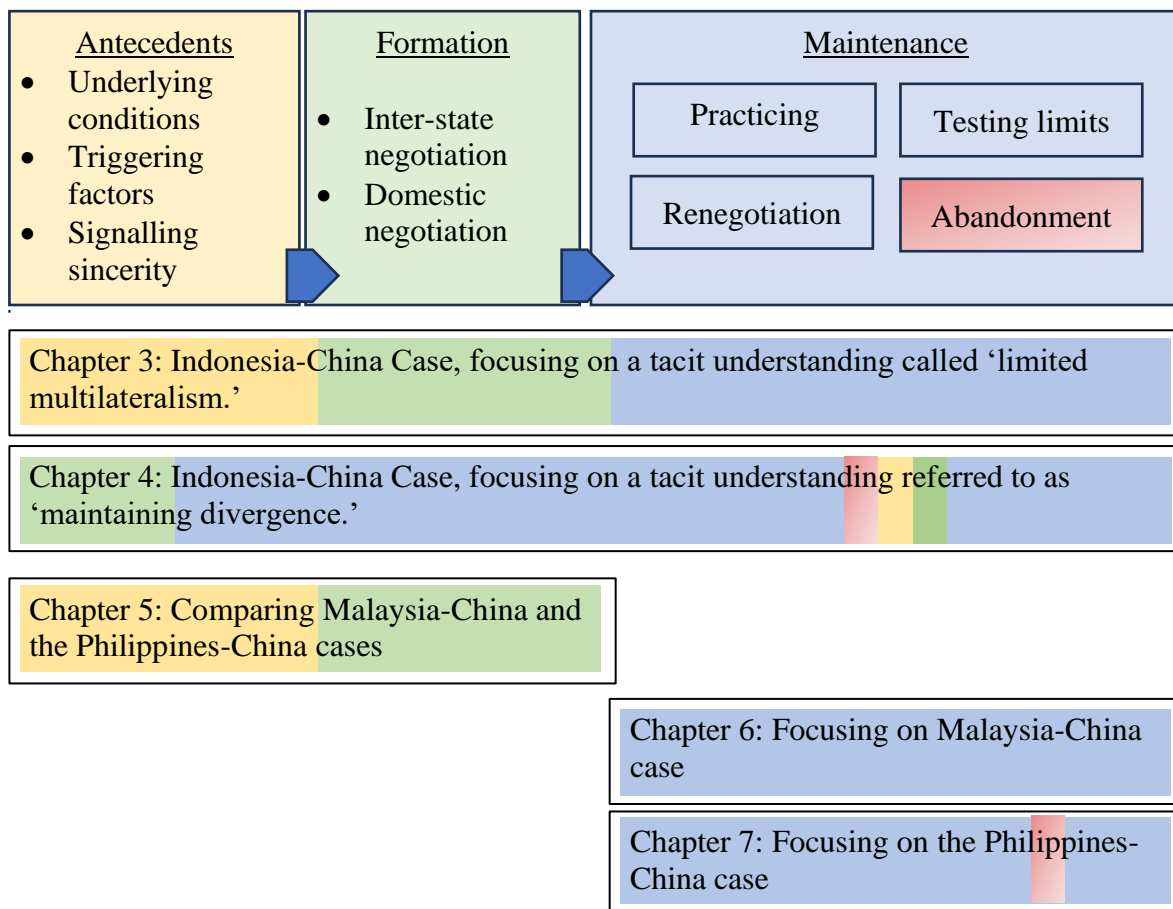 Antecedents
• Underlying
conditions
• Triggering
factors
• Signalling
sincerity
Formation
• Inter-state
negotiation
• Domestic
negotiation
Maintenance
Practicing
Testing limits
Renegotiation
Abandonment
Chapter 3: Indonesia-China Case, focusing on a tacit understanding called ‘limited
multilateralism.’
Chapter 4: Indonesia-China Case, focusing on a tacit understanding referred to as
‘maintaining divergence.’
Chapter 5: Comparing Malaysia-China and
the Philippines-China cases
Chapter 6: Focusing on Malaysia-China
case
Chapter 7: Focusing on the Philippines-
China case